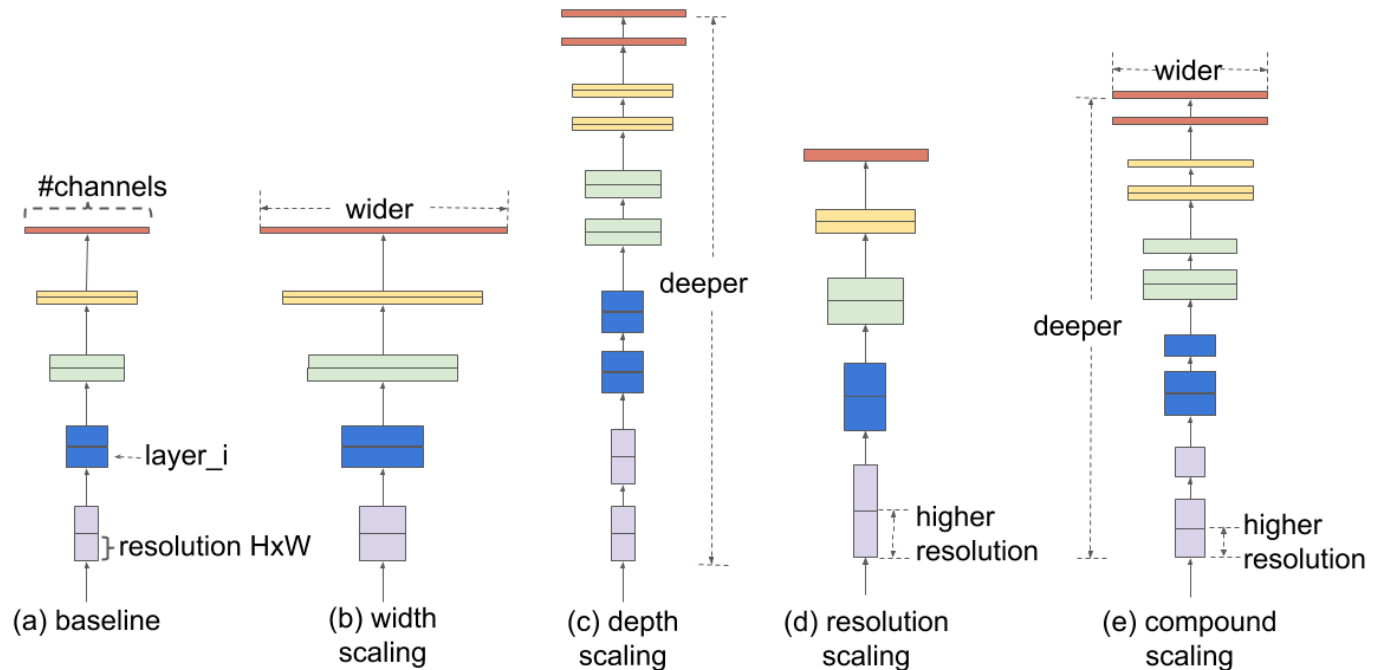 #channels
layer_i
resolution HxW
(a) baseline
wider
(b) width
scaling
deeper
(c) depth
scaling
higher
resolution
(d) resolution
scaling
wider
deeper
higher
resolution
(e) compound
scaling